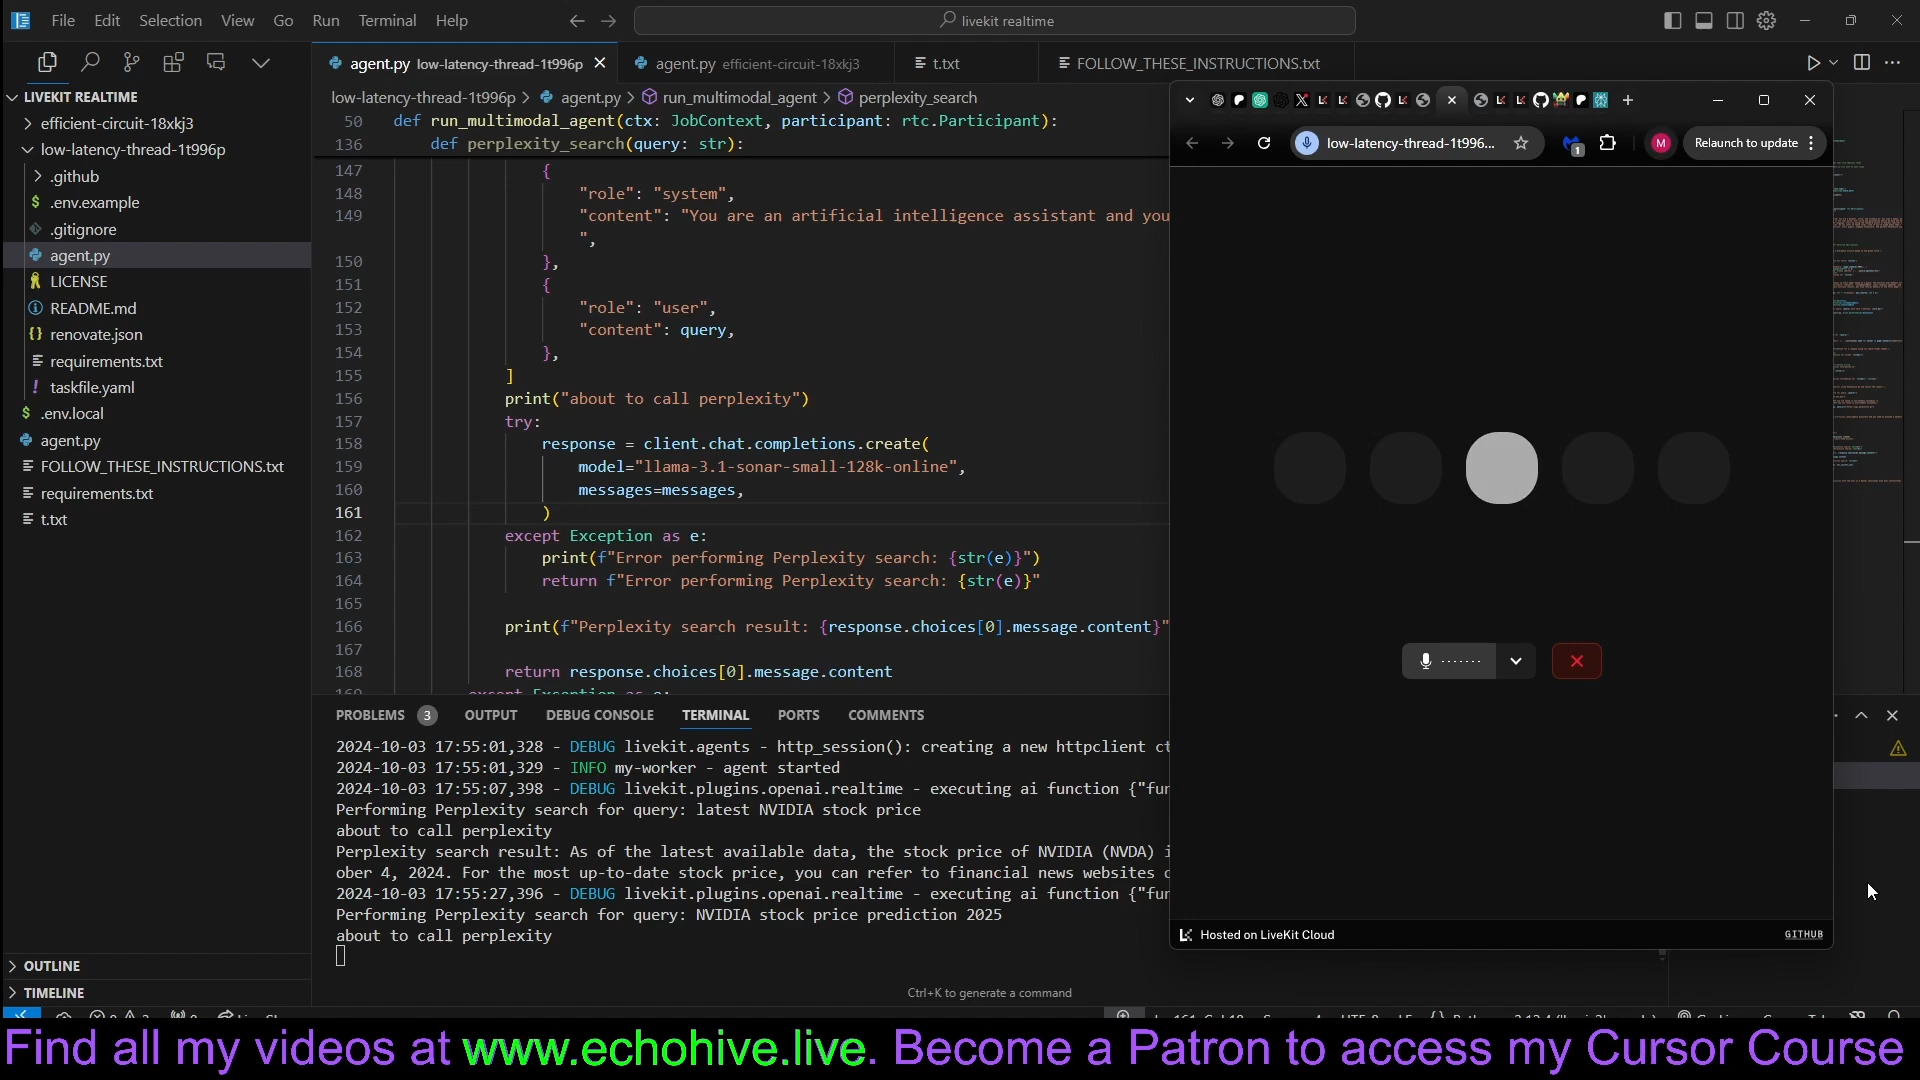 File Edit Selection View Go Run Terminal Help
livekit realtime
agent.py low-latency-thread-1t996p
agent.py efficient-circuit-18xkj3
t.txt
FOLLOW_THESE_INSTRUCTIONS.txt
LIVEKIT REALTIME
efficient-circuit-18xkj3
low-latency-thread-1t996p
.github
.env.example
.gitignore
agent.py
LICENSE
README.md
renovate.json
requirements.txt
taskfile.yaml
.env.local
agent.py
FOLLOW_THESE_INSTRUCTIONS.txt
requirements.txt
t.txt
OUTLINE
TIMELINE
low-latency-thread-1t996p > agent.py > run_multimodal_agent > perplexity_search
50 def run_multimodal_agent(ctx: JobContext, participant: rtc.Participant):
136 def perplexity_search(query: str):
147 {
148 "role": "system",
149 "content": "You are an artificial intelligence assistant and you
",
150 },
151 {
152 "role": "user",
153 "content": query,
154 },
155 ]
156 print("about to call perplexity")
157 try:
158 response = client.chat.completions.create(
159 model="llama-3.1-sonar-small-128k-online",
160 messages=messages,
161 )
162 except Exception as e:
163 print(f"Error performing Perplexity search: {str(e)}")
164 return f"Error performing Perplexity search: {str(e)}"
165
166 print(f"Perplexity search result: {response.choices[0].message.content}"
167
168 return response.choices[0].message.content
PROBLEMS 3 OUTPUT DEBUG CONSOLE TERMINAL PORTS COMMENTS
2024-10-03 17:55:01,328 - DEBUG livekit.agents - http_session(): creating a new httpclient ct
2024-10-03 17:55:01,329 - INFO my-worker - agent started
2024-10-03 17:55:07,398 - DEBUG livekit.plugins.openai.realtime - executing ai function {"fun
Performing Perplexity search for query: latest NVIDIA stock price
about to call perplexity
Perplexity search result: As of the latest available data, the stock price of NVIDIA (NVDA) i
ober 4, 2024. For the most up-to-date stock price, you can refer to financial news websites
2024-10-03 17:55:27,396 - DEBUG livekit.plugins.openai.realtime - executing ai function {"fun
Performing Perplexity search for query: NVIDIA stock price prediction 2025
about to call perplexity
Ctrl+K to generate a command
low-latency-thread-1t996...
1
M
Relaunch to update
Hosted on LiveKit Cloud
GITHUB
Find all my videos at www.echohive.live. Become a Patron to access my Cursor Course